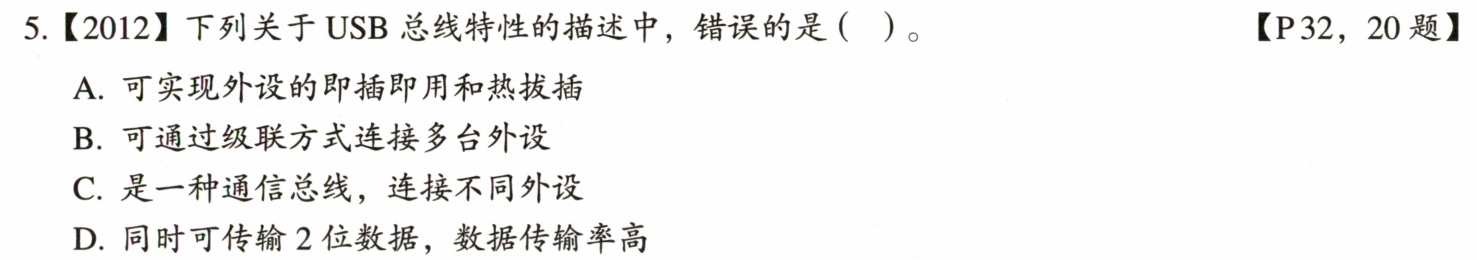 5.【2012】下列关于 USB 总线特性的描述中，错误的是（ ）。 【P32，20 题】
A. 可实现外设的即插即用和热拔插
B. 可通过级联方式连接多台外设
C. 是一种通信总线，连接不同外设
D. 同时可传输 2 位数据，数据传输率高